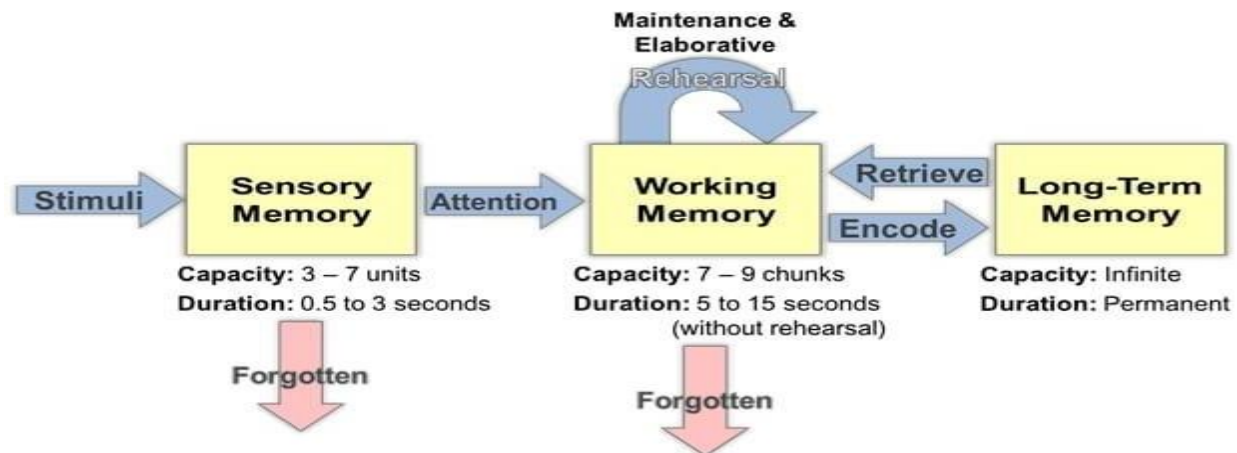 Maintenance &
Elaborative
Rehearsal
Stimuli
Sensory
Memory
Attention
Working
Memory
Retrieve
Encode
Long-Term
Memory
Capacity: 3 – 7 units
Duration: 0.5 to 3 seconds
Forgotten
Capacity: 7 – 9 chunks
Duration: 5 to 15 seconds
(without rehearsal)
Forgotten
Capacity: Infinite
Duration: Permanent